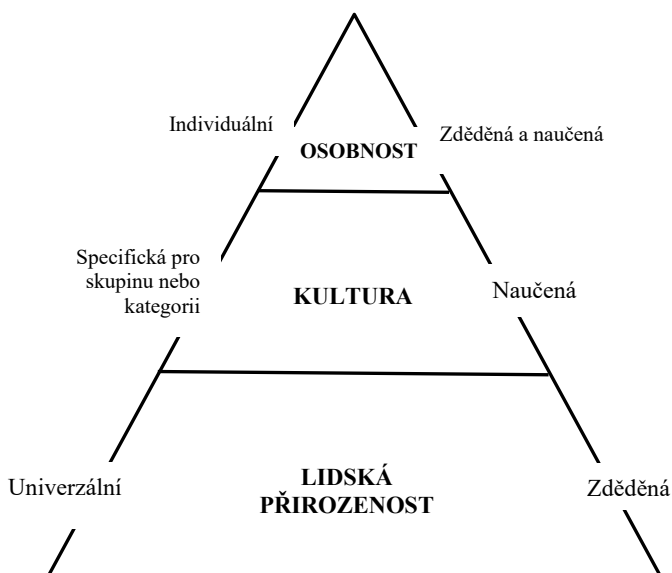 Individuální
Zděděná a naučená
OSOBNOST
Specifická pro
skupinu nebo
kategorii
KULTURA
Naučená
Univerzální
LIDSKÁ
PŘIROZENOST
Zděděná